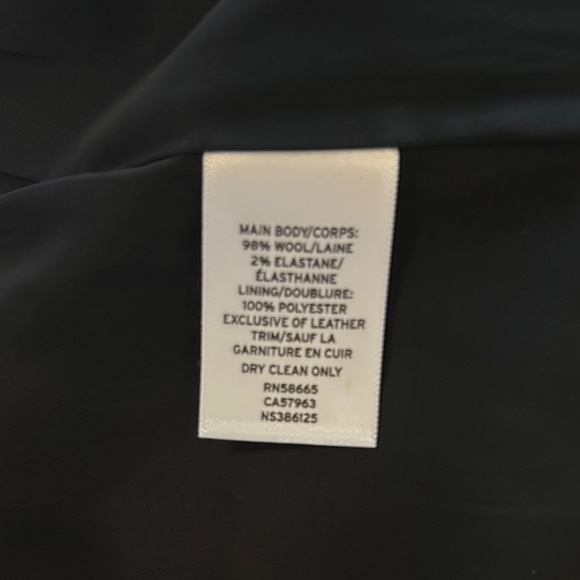 MAIN BODY/CORPS:
98% WOOL/LAINE
2% ELASTANE/
ÉLASTHANNE
LINING/DOUBLURE:
100% POLYESTER
EXCLUSIVE OF LEATHER
TRIM/SAUF LA
GARNITURE EN CUIR
DRY CLEAN ONLY
RN58665
CA57963
NS386125